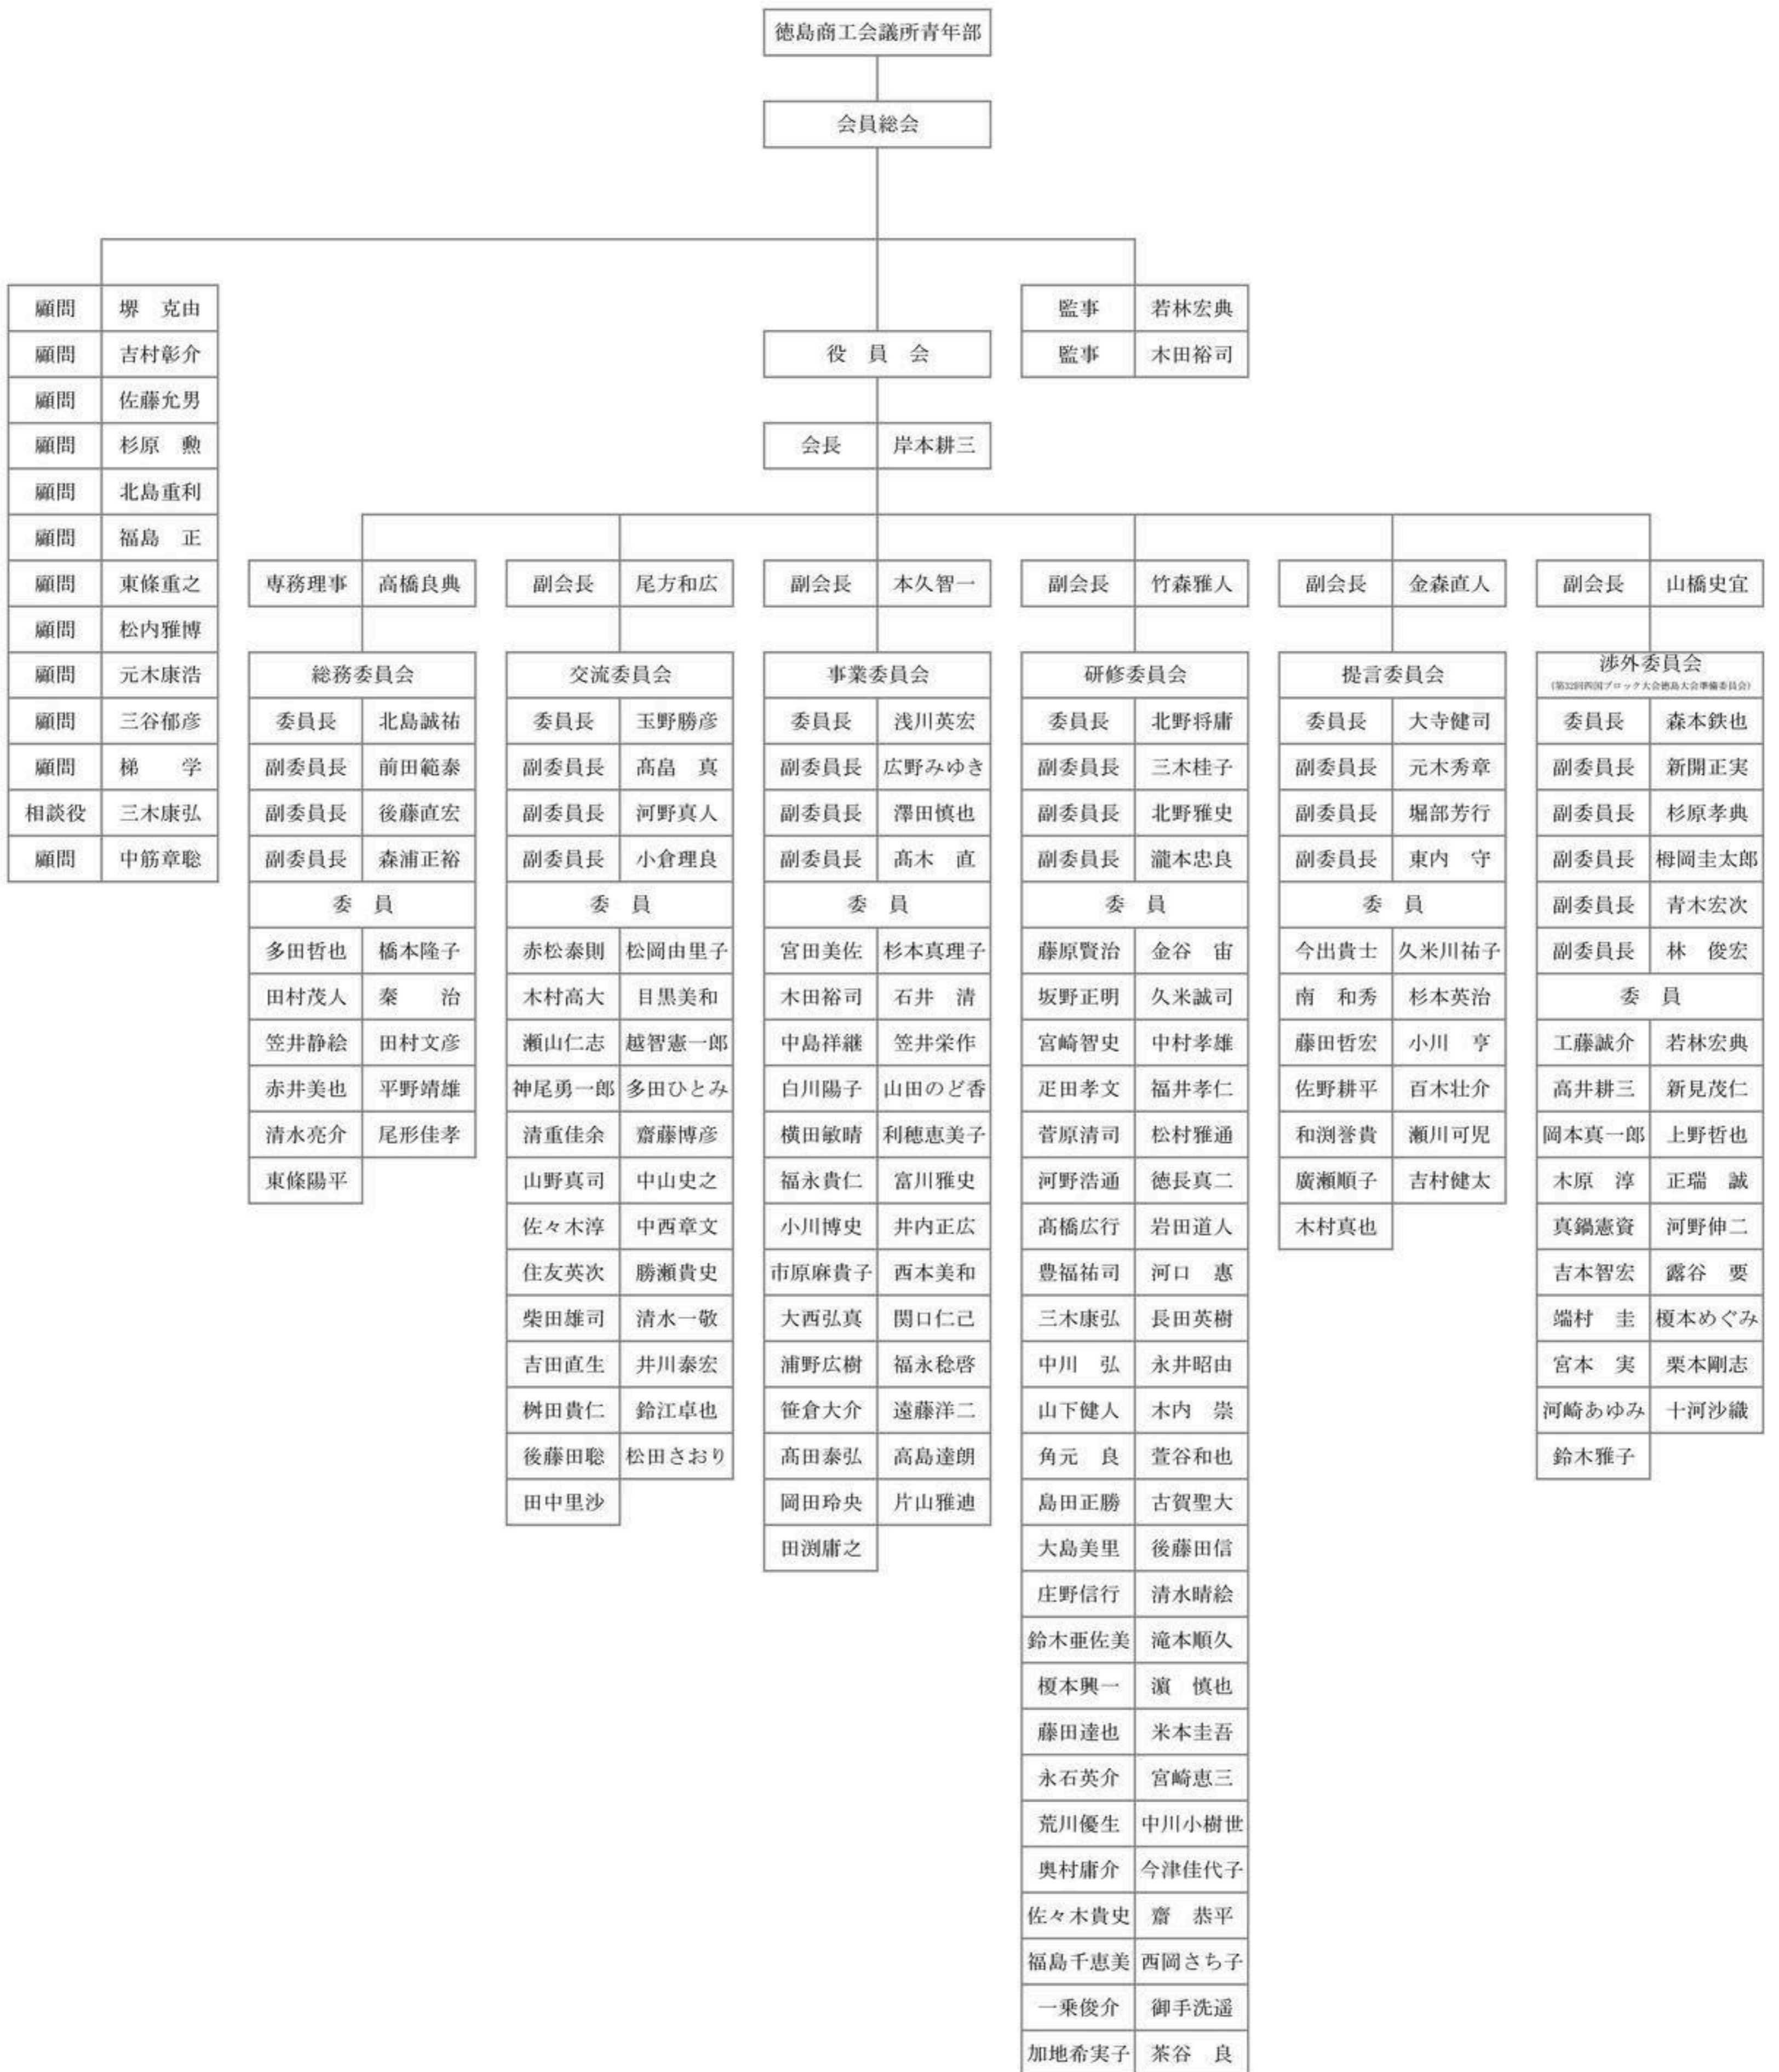 徳島商工会議所青年部
会員総会
顧問 堺　克由
顧問 吉村彰介
顧問 佐藤允男
顧問 杉原　勲
顧問 北島重利
顧問 福島　正
顧問 東條重之
顧問 松内雅博
顧問 元木康浩
顧問 三谷郁彦
顧問 梯　学
相談役 三木康弘
顧問 中筋章聡
監事 若林宏典
監事 木田裕司
役　員　会
会長 岸本耕三
専務理事 高橋良典
総務委員会
委員長 北島誠祐
副委員長 前田範泰
副委員長 後藤直宏
副委員長 森浦正裕
委　員
多田哲也 橋本隆子
田村茂人 秦　治
笠井静絵 田村文彦
赤井美也 平野靖雄
清水亮介 尾形佳孝
東條陽平
副会長 尾方和広
交流委員会
委員長 玉野勝彦
副委員長 髙畠　真
副委員長 河野真人
副委員長 小倉理良
委　員
赤松泰則 松岡由里子
木村高大 目黒美和
瀬山仁志 越智憲一郎
神尾勇一郎 多田ひとみ
清重佳余 齋藤博彦
山野真司 中山史之
佐々木淳 中西章文
住友英次 勝瀬貴史
柴田雄司 清水一敬
吉田直生 井川泰宏
桝田貴仁 鈴江卓也
後藤田聡 松田さおり
田中里沙
副会長 本久智一
事業委員会
委員長 浅川英宏
副委員長 広野みゆき
副委員長 澤田慎也
副委員長 髙木　直
委　員
宮田美佐 杉本真理子
木田裕司 石井　清
中島祥継 笠井栄作
白川陽子 山田のど香
横田敏晴 利穂恵美子
福永貴仁 富川雅史
小川博史 井内正広
市原麻貴子 西本美和
大西弘真 関口仁己
浦野広樹 福永稔啓
笹倉大介 遠藤洋二
髙田泰弘 高島達朗
岡田玲央 片山雅迪
田渕庸之
副会長 竹森雅人
研修委員会
委員長 北野将庸
副委員長 三木桂子
副委員長 北野雅史
副委員長 瀧本忠良
委　員
藤原賢治 金谷　宙
坂野正明 久米誠司
宮崎智史 中村孝雄
疋田孝文 福井孝仁
菅原清司 松村雅通
河野浩通 徳長真二
髙橋広行 岩田道人
豊福祐司 河口　惠
三木康弘 長田英樹
中川　弘 永井昭由
山下健人 木内　崇
角元　良 萱谷和也
島田正勝 古賀聖大
大島美里 後藤田信
庄野信行 清水晴絵
鈴木亜佐美 滝本順久
榎本興一 濵　慎也
藤田達也 米本圭吾
永石英介 宮崎恵三
荒川優生 中川小樹世
奥村庸介 今津佳代子
佐々木貴史 齋　恭平
福島千恵美 西岡さち子
一乗俊介 御手洗遥
加地希実子 茶谷　良
副会長 金森直人
提言委員会
委員長 大寺健司
副委員長 元木秀章
副委員長 堀部芳行
副委員長 東内　守
委　員
今出貴士 久米川祐子
南　和秀 杉本英治
藤田哲宏 小川　亨
佐野耕平 百木壮介
和渕誉貴 瀬川可児
廣瀬順子 吉村健太
木村真也
副会長 山橋史宜
渉外委員会
(第32回四国ブロック大会徳島大会準備委員会)
委員長 森本鉄也
副委員長 新開正実
副委員長 杉原孝典
副委員長 栂岡圭太郎
副委員長 青木宏次
副委員長 林　俊宏
委　員
工藤誠介 若林宏典
高井耕三 新見茂仁
岡本真一郎 上野哲也
木原　淳 正瑞　誠
真鍋憲資 河野伸二
吉本智宏 露谷　要
端村　圭 榎本めぐみ
宮本　実 栗本剛志
河崎あゆみ 十河沙織
鈴木雅子